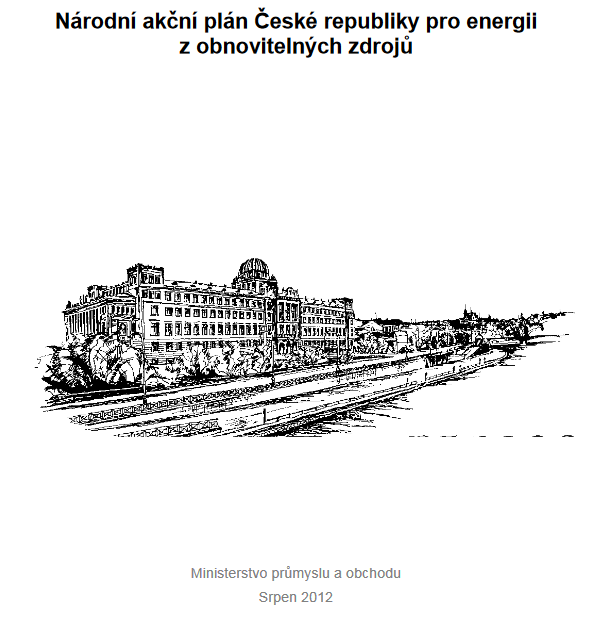 Národní akční plán České republiky pro energii
z obnovitelných zdrojů
Ministerstvo průmyslu a obchodu
Srpen 2012